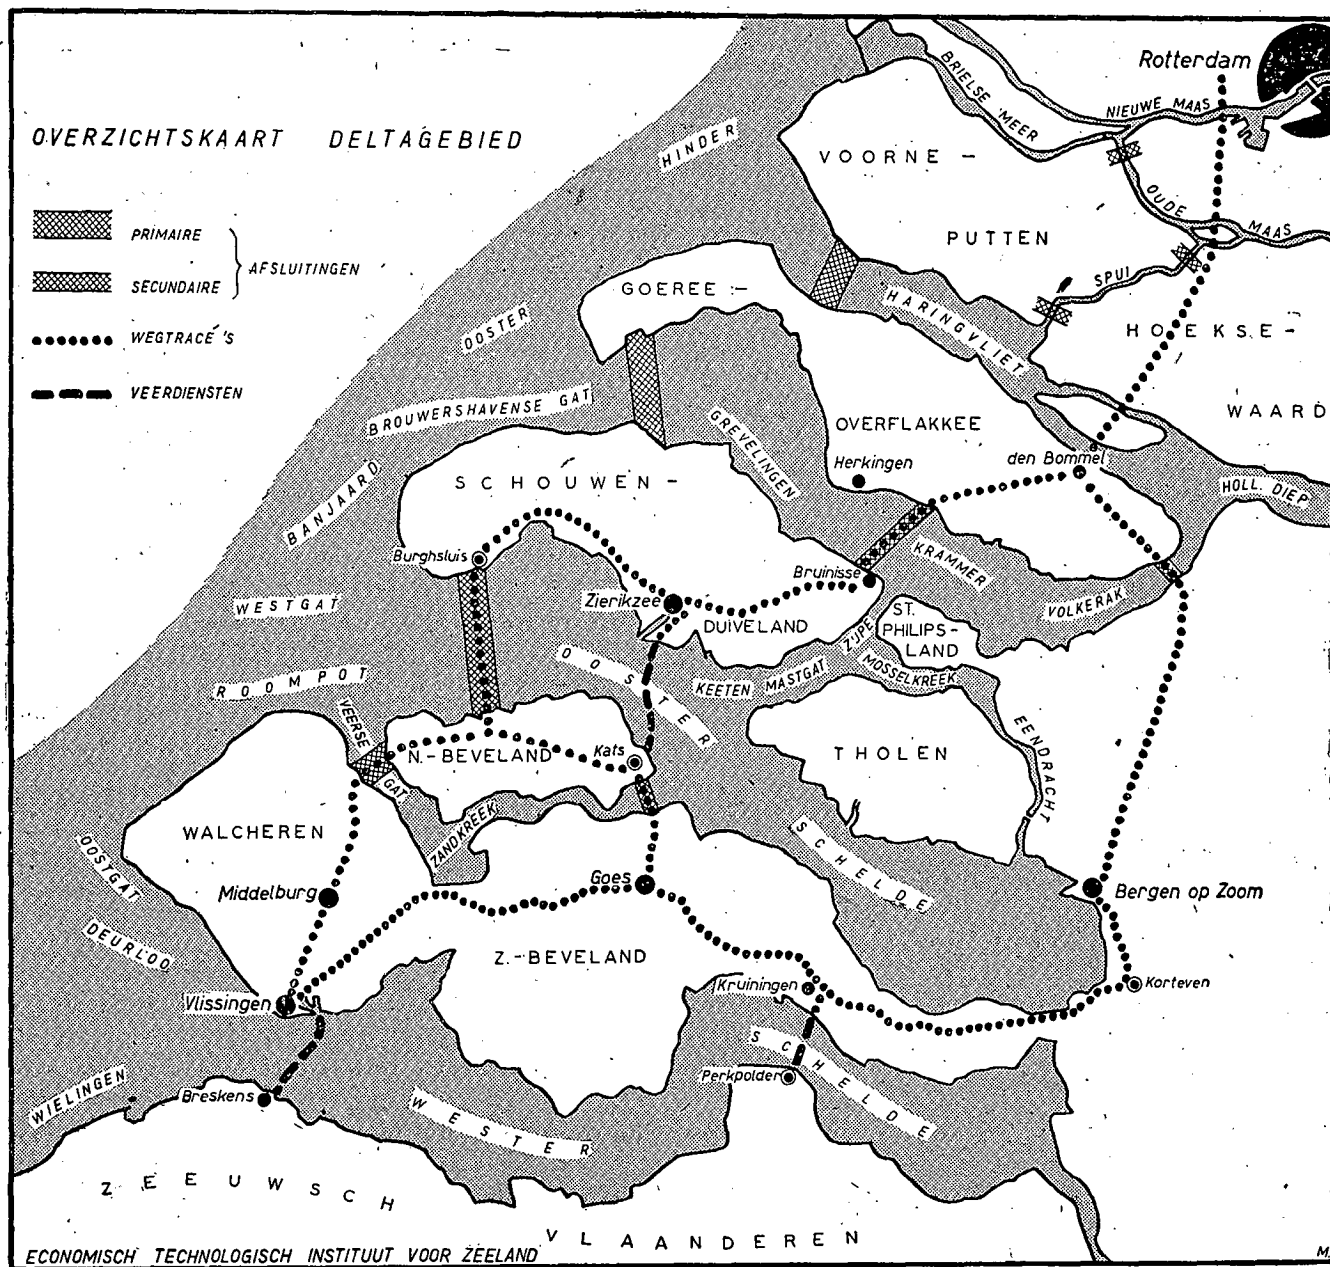 OVERZICHTSKAART DELTAGEBIED
PRIMAIRE
SECUNDAIRE
AFSLUITINGEN
WEGTRACÉ'S
VEERDIENSTEN
Rotterdam
NIEUWE MAAS
BRIELSE MEER
HINDER
VOORNE -
PUTTEN
OUDE MAAS
SPUI
GOEREE -
HARINGVLIET
HOEKSE -
WAARD
OOSTER
BROUWERSHAVENSE GAT
GREVELINGEN
OVERFLAKKEE
Herkingen
den Bommel
HOLL. DIEP
BANJAARD
SCHOUWEN -
Burghsluis
KRAMMER
Bruinisse
VOLKERAK
WESTGAT
Zierikzee
DUIVELAND
ST.
PHILIPS-
LAND
ZIJPE
ROOMPOT
OOSTER
KEETEN MASTGAT
MOSSELKREEK
EENDRACHT
VEERSE
GAT
N.-BEVELAND
Kats
THOLEN
ZANDKREEK
WALCHEREN
SCHELDE
OOSTGAT
Middelburg
Goes
Bergen op Zoom
DEURLOO
Z.-BEVELAND
Vlissingen
Kruiningen
Korteven
SCHELDE
Perkpolder
WIELINGEN
Breskens
WESTER
ZEEUWSCH
VLAANDEREN
ECONOMISCH TECHNOLOGISCH INSTITUUT VOOR ZEELAND
M.